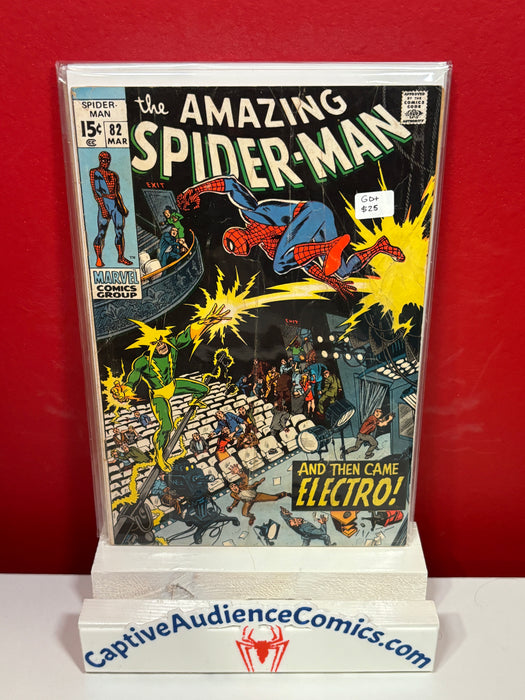 SPIDER-
MAN
15¢ 82
MAR
the AMAZING
SPIDER-MAN
APPROVED
BY THE
COMICS
CODE
AUTHORITY
EXIT
GD+
$25
MARVEL
COMICS
GROUP
EXIT
AND THEN CAME
ELECTRO!
CaptiveAudienceComics.com